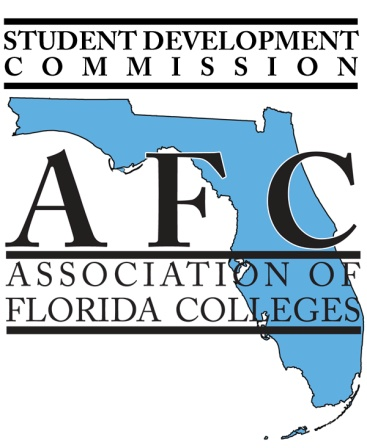 STUDENT DEVELOPMENT
COMMISSION
AFC
ASSOCIATION OF
FLORIDA COLLEGES